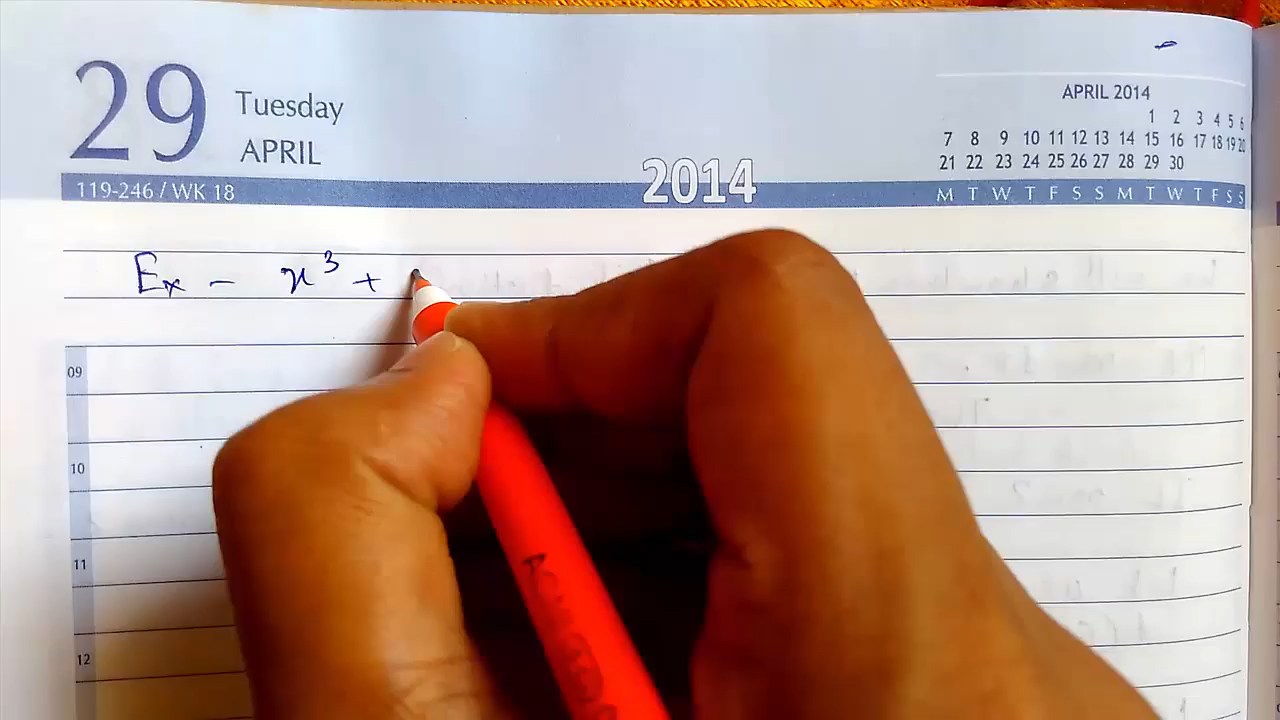 29 Tuesday
APRIL
119-246 / WK 18
2014
APRIL 2014
1 2 3 4 5 6
7 8 9 10 11 12 13 14 15 16 17 18 19 20
21 22 23 24 25 26 27 28 29 30
M T W T F S S M T W T F S S
Ex - x³ +
09
10
11
12